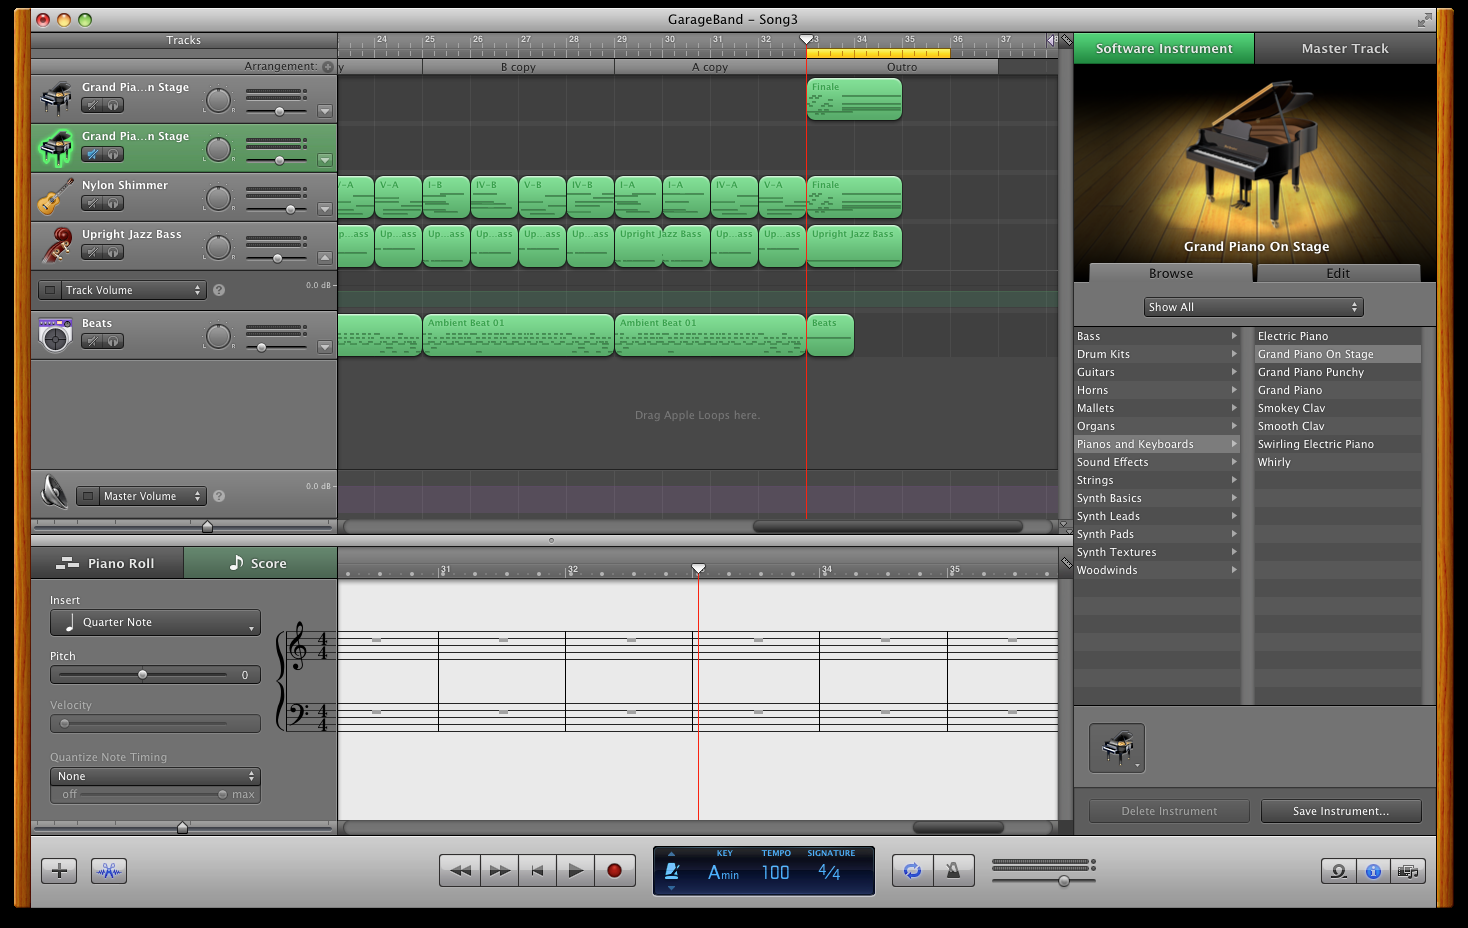 GarageBand – Song3
Tracks
24 25 26 27 28 29 30 31 32 33 34 35 36 37
Software Instrument
Master Track
Arrangement:
y
B copy
A copy
Outro
Grand Pia...n Stage
L R
Finale
Grand Pia...n Stage
L R
Nylon Shimmer
L R
V-A V-A I-B IV-B V-B IV-B I-A I-A IV-A V-A Finale
Upright Jazz Bass
L R
Up...ass Up...ass Up...ass Up...ass Up...ass Upright Jazz Bass Up...ass Up...ass Upright Jazz Bass
Grand Piano On Stage
Browse
Edit
Track Volume
?
0.0 dB
Show All
Beats
L R
Ambient Beat 01
Ambient Beat 01
Beats
Drag Apple Loops here.
Master Volume
?
0.0 dB
Bass
Drum Kits
Guitars
Horns
Mallets
Organs
Pianos and Keyboards
Sound Effects
Strings
Synth Basics
Synth Leads
Synth Pads
Synth Textures
Woodwinds
Electric Piano
Grand Piano On Stage
Grand Piano Punchy
Grand Piano
Smokey Clav
Smooth Clav
Swirling Electric Piano
Whirly
Piano Roll
Score
31 32 34 35
Insert
Quarter Note
Pitch
0
Velocity
Quantize Note Timing
None
off
max
4
4
4
4
Delete Instrument
Save Instrument...
KEY TEMPO SIGNATURE
Amin 100 4/4